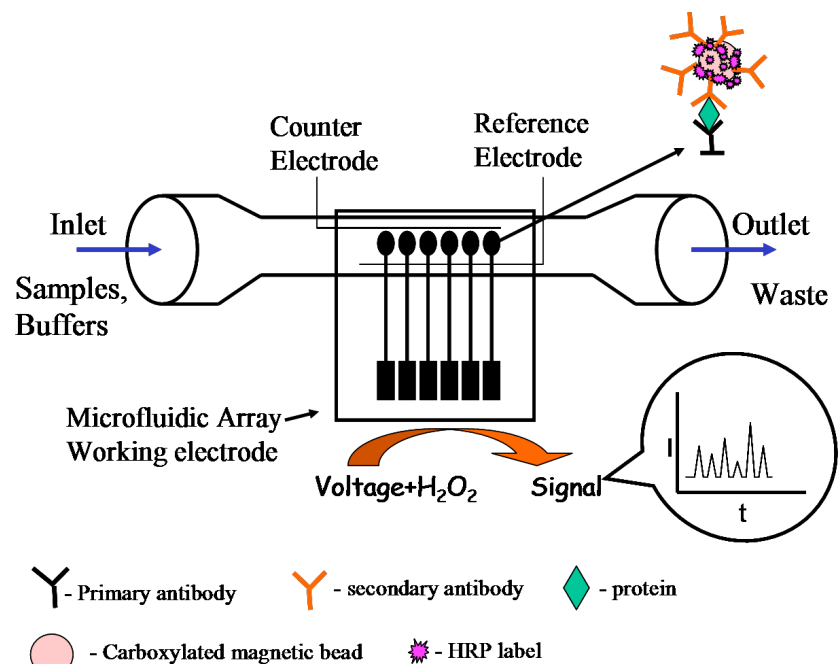 Counter
Electrode
Reference
Electrode
Inlet
Outlet
Samples,
Buffers
Waste
Microfluidic Array
Working electrode
Voltage+H₂O₂
Signal
I
t
- Primary antibody
- secondary antibody
- protein
- Carboxylated magnetic bead
- HRP label